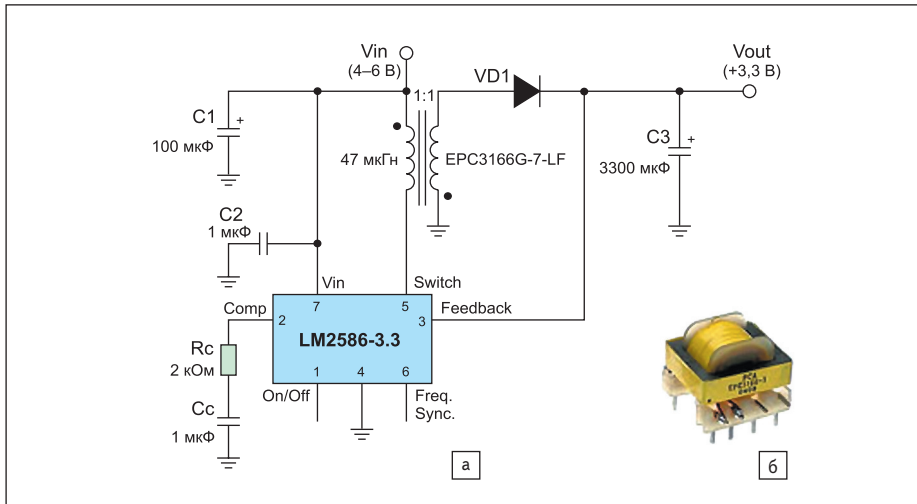 Vin
(4–6 В)
VD1
Vout
(+3,3 В)
1:1
C1
+
100 мкФ
47 мкГн
EPC3166G-7-LF
C3
+
3300 мкФ
C2
1 мкФ
Vin
Switch
Comp
7
5
Feedback
2
3
LM2586-3.3
Rc
2 кОм
1
4
6
On/Off
Freq.
Sync.
Cc
1 мкФ
PCA
а
б